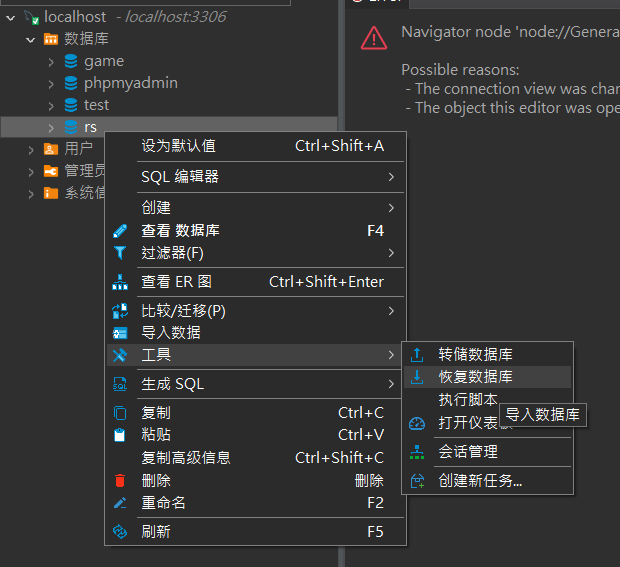 localhost - localhost:3306
数据库
game
phpmyadmin
test
rs
用户
管理员
系统信
Navigator node 'node://Genera
Possible reasons:
- The connection view was char
- The object this editor was ope
设为默认值 Ctrl+Shift+A
SQL 编辑器
创建
查看 数据库 F4
过滤器(F)
查看 ER 图 Ctrl+Shift+Enter
比较/迁移(P)
导入数据
工具
生成 SQL
复制 Ctrl+C
粘贴 Ctrl+V
复制高级信息 Ctrl+Shift+C
删除 删除
重命名 F2
刷新 F5
转储数据库
恢复数据库
执行脚本
打开仪表板
导入数据库
会话管理
创建新任务...